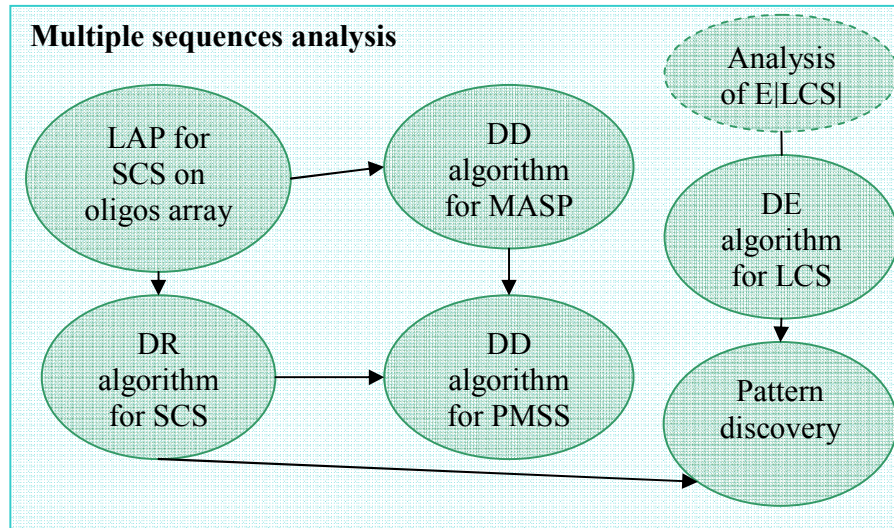 Multiple sequences analysis
Analysis
of E|LCS|
LAP for
SCS on
oligos array
DD
algorithm
for MASP
DE
algorithm
for LCS
DR
algorithm
for SCS
DD
algorithm
for PMSS
Pattern
discovery